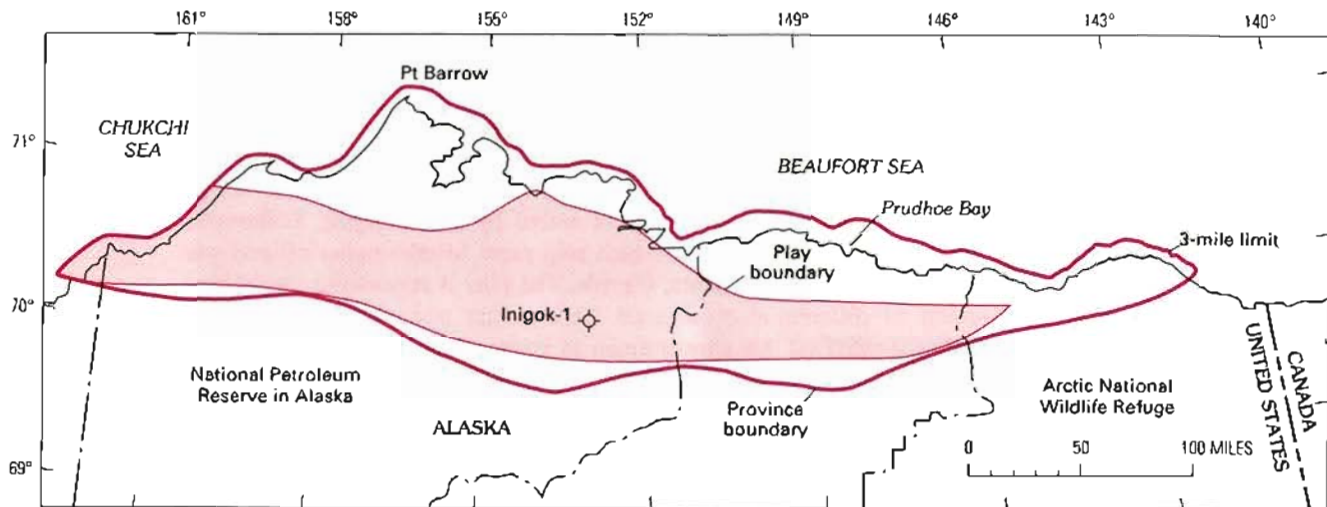 161° 158° 155° 152° 149° 146° 143° 140°
Pt Barrow
71°
CHUKCHI
SEA
BEAUFORT SEA
Prudhoe Bay
3-mile limit
Play
boundary
70°
Inigok-1
National Petroleum
Reserve in Alaska
ALASKA
Province
boundary
Arctic National
Wildlife Refuge
UNITED STATES
CANADA
0 50 100 MILES
69°